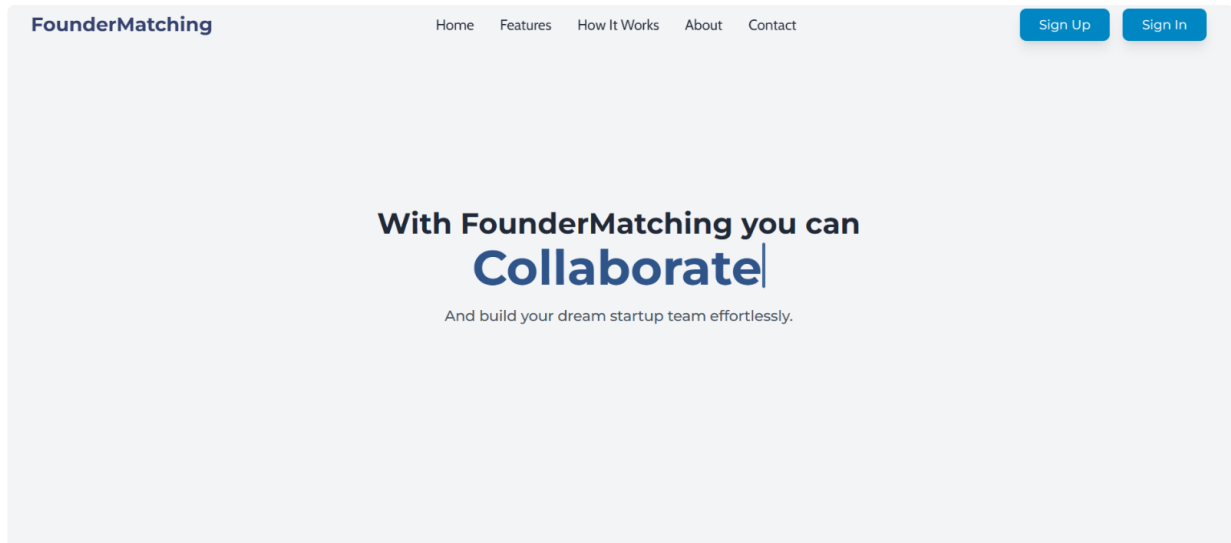 FounderMatching Home Features How It Works About Contact Sign Up Sign In
With FounderMatching you can
Collaborate
And build your dream startup team effortlessly.